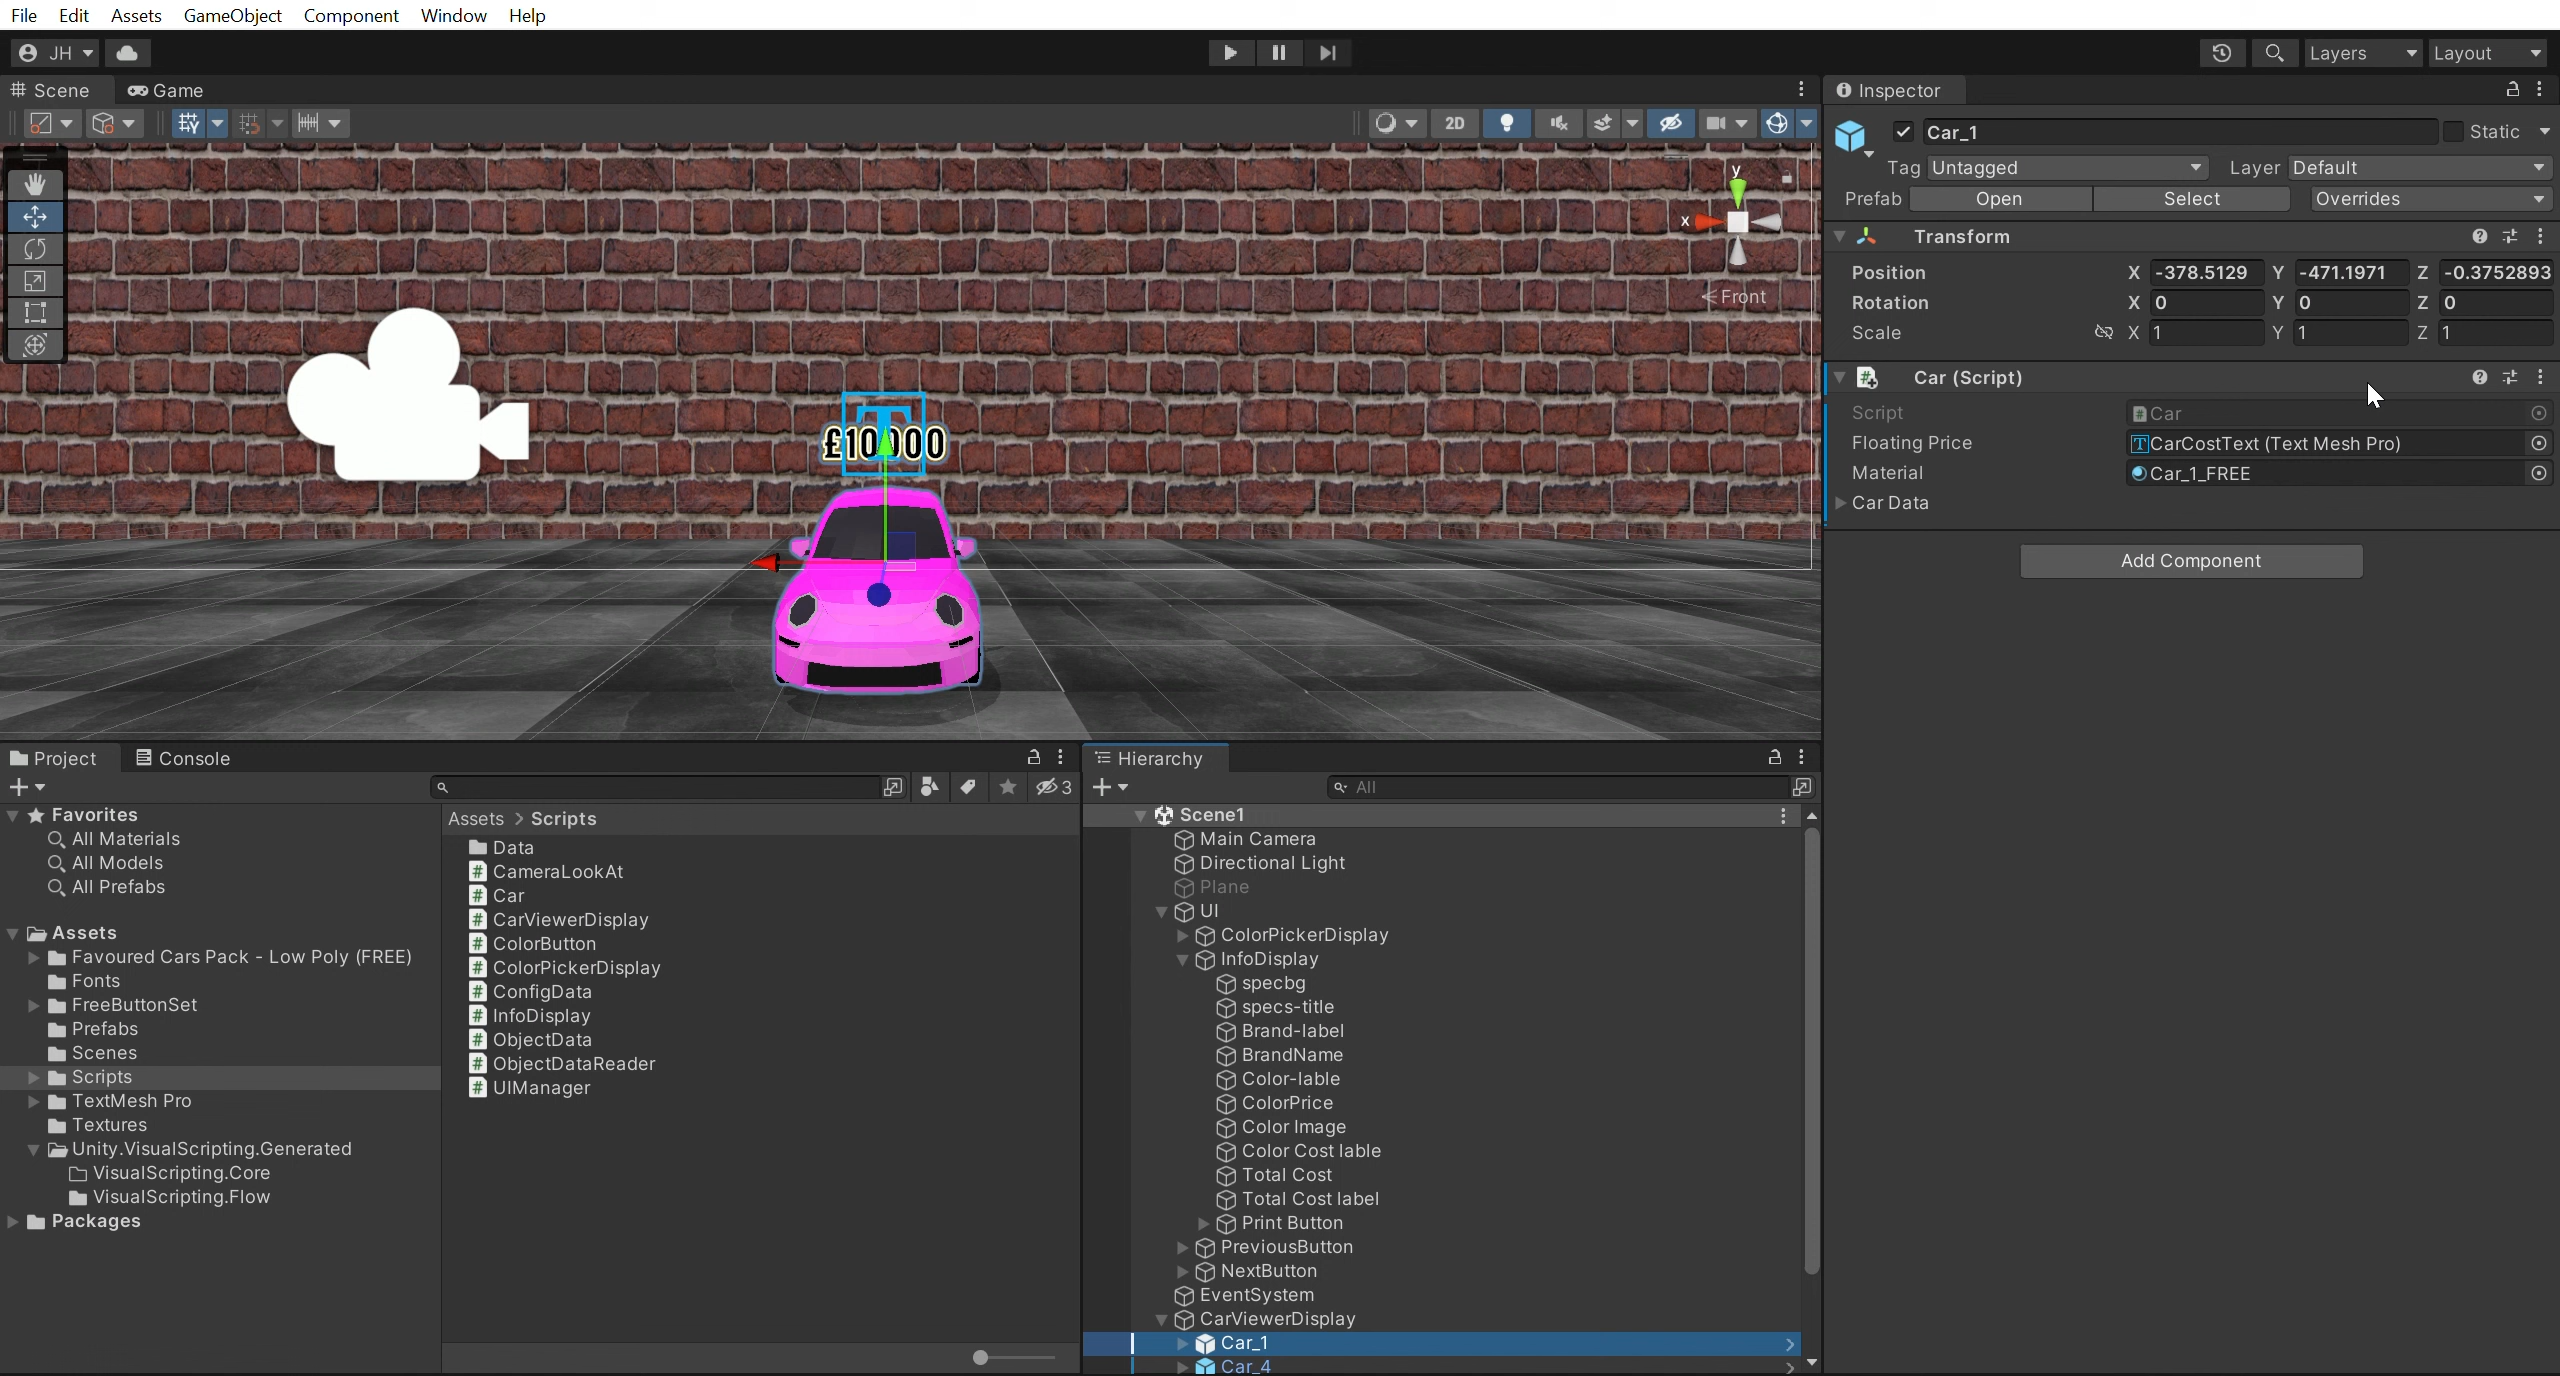 File Edit Assets GameObject Component Window Help
JH Layers Layout
Scene Game
2D
y
x
Front
£10000
Inspector
Car_1 Static
Tag Untagged Layer Default
Prefab Open Select Overrides
Transform
Position X -378.5129 Y -471.1971 Z -0.3752893
Rotation X 0 Y 0 Z 0
Scale X 1 Y 1 Z 1
Car (Script)
Script Car
Floating Price CarCostText (Text Mesh Pro)
Material Car_1_FREE
Car Data
Add Component
Project Console
3
Favorites
All Materials
All Models
All Prefabs
Assets
Favoured Cars Pack - Low Poly (FREE)
Fonts
FreeButtonSet
Prefabs
Scenes
Scripts
TextMesh Pro
Textures
Unity.VisualScripting.Generated
VisualScripting.Core
VisualScripting.Flow
Packages
Assets > Scripts
Data
CameraLookAt
Car
CarViewerDisplay
ColorButton
ColorPickerDisplay
ConfigData
InfoDisplay
ObjectData
ObjectDataReader
UIManager
Hierarchy
All
Scene1
Main Camera
Directional Light
Plane
UI
ColorPickerDisplay
InfoDisplay
specbg
specs-title
Brand-label
BrandName
Color-lable
ColorPrice
Color Image
Color Cost lable
Total Cost
Total Cost label
Print Button
PreviousButton
NextButton
EventSystem
CarViewerDisplay
Car_1
Car_4